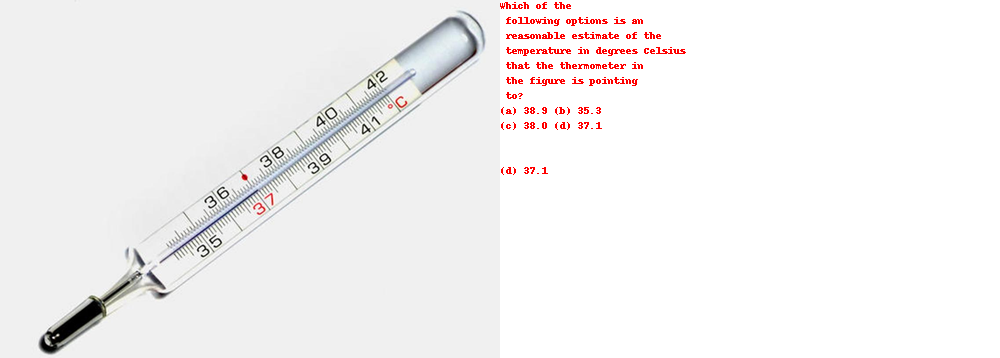 42
°C
40
41
38
39
36
37
35
Which of the
following options is an
reasonable estimate of the
temperature in degrees Celsius
that the thermometer in
the figure is pointing
to?
(a) 38.9 (b) 35.3
(c) 38.0 (d) 37.1
(d) 37.1